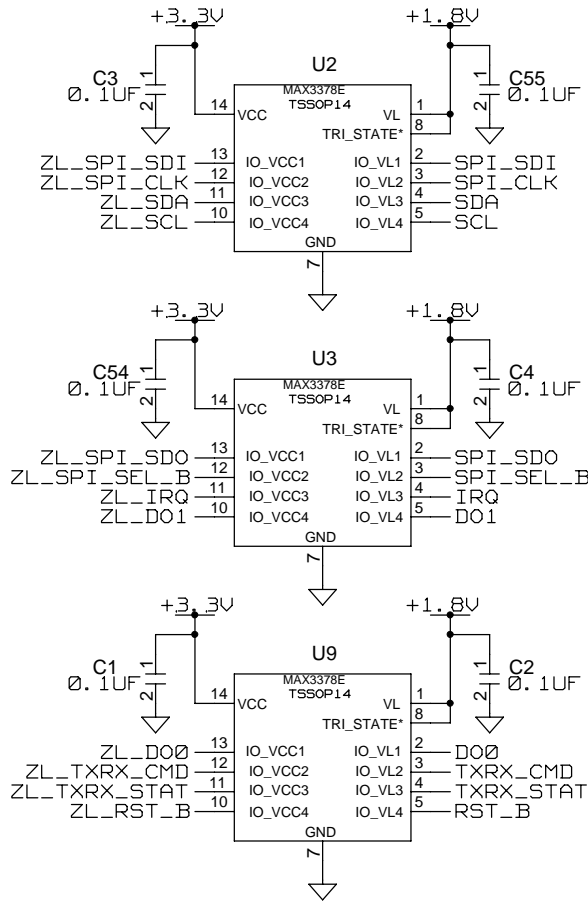 +3.3V +1.8V
U2
MAX3378E
TSSOP14
C3 1 2 0.1UF
C55 1 2 0.1UF
14 VCC VL 1
TRI_STATE* 8
ZL_SPI_SDI 13 IO_VCC1 IO_VL1 2 SPI_SDI
ZL_SPI_CLK 12 IO_VCC2 IO_VL2 3 SPI_CLK
ZL_SDA 11 IO_VCC3 IO_VL3 4 SDA
ZL_SCL 10 IO_VCC4 IO_VL4 5 SCL
GND
7
+3.3V +1.8V
U3
MAX3378E
TSSOP14
C54 1 2 0.1UF
C4 1 2 0.1UF
14 VCC VL 1
TRI_STATE* 8
ZL_SPI_SDO 13 IO_VCC1 IO_VL1 2 SPI_SDO
ZL_SPI_SEL_B 12 IO_VCC2 IO_VL2 3 SPI_SEL_B
ZL_IRQ 11 IO_VCC3 IO_VL3 4 IRQ
ZL_DO1 10 IO_VCC4 IO_VL4 5 DO1
GND
7
+3.3V +1.8V
U9
MAX3378E
TSSOP14
C1 1 2 0.1UF
C2 1 2 0.1UF
14 VCC VL 1
TRI_STATE* 8
ZL_DO0 13 IO_VCC1 IO_VL1 2 DO0
ZL_TXRX_CMD 12 IO_VCC2 IO_VL2 3 TXRX_CMD
ZL_TXRX_STAT 11 IO_VCC3 IO_VL3 4 TXRX_STAT
ZL_RST_B 10 IO_VCC4 IO_VL4 5 RST_B
GND
7